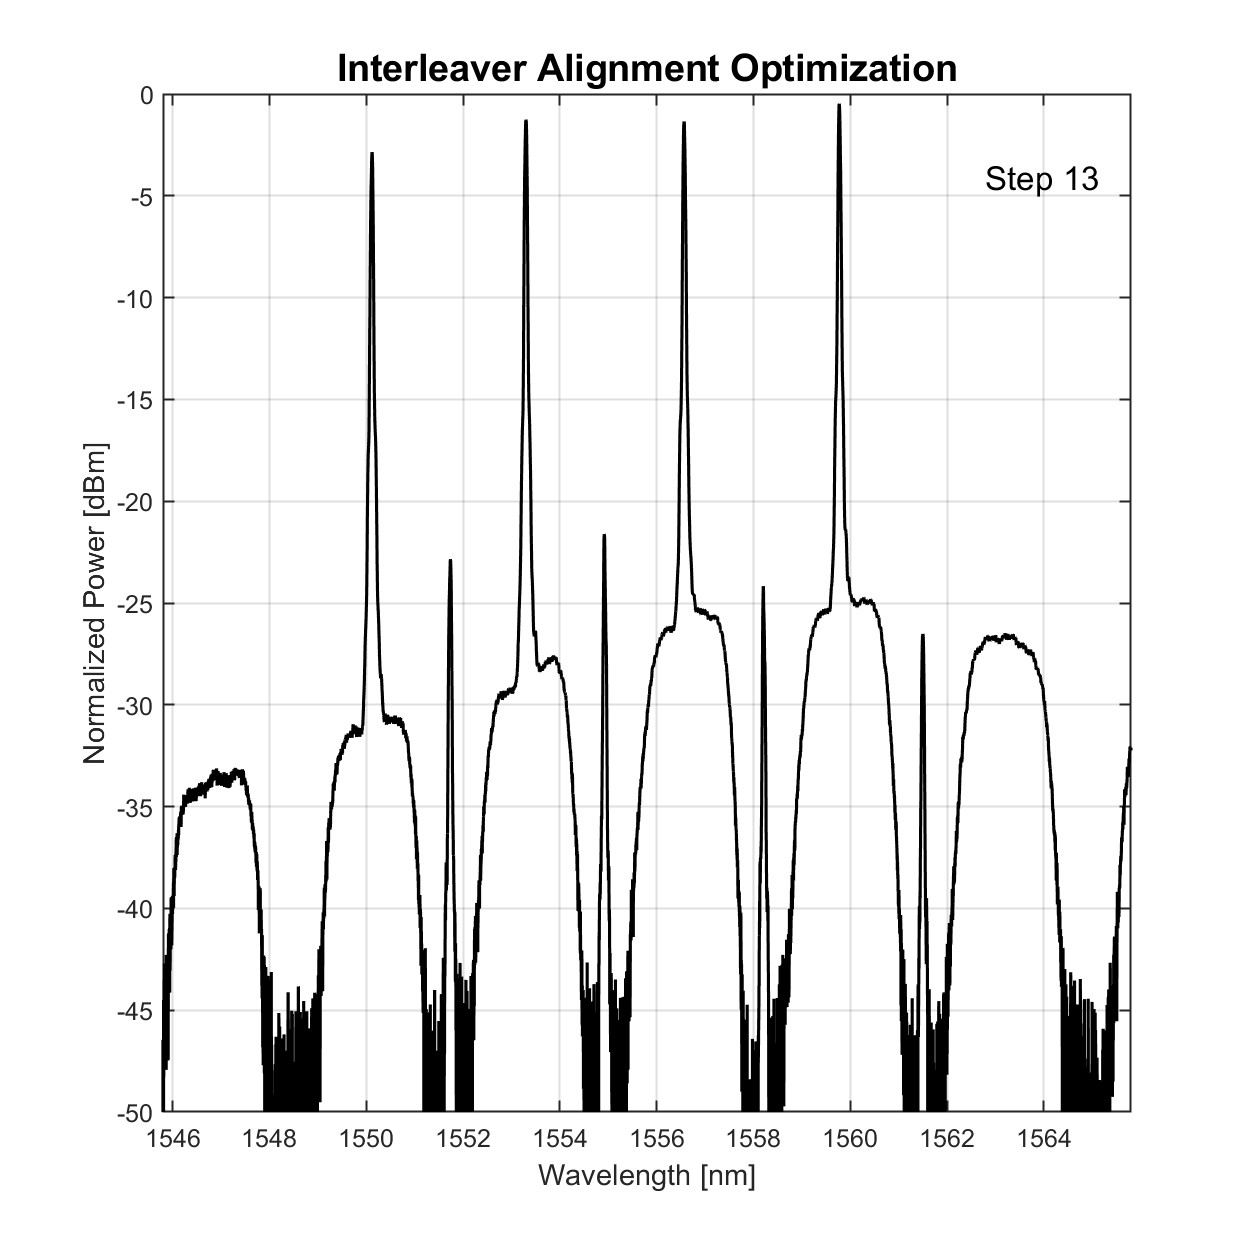 Interleaver Alignment Optimization
0
-5
-10
-15
-20
-25
-30
-35
-40
-45
-50
Normalized Power [dBm]
Step 13
1546 1548 1550 1552 1554 1556 1558 1560 1562 1564
Wavelength [nm]